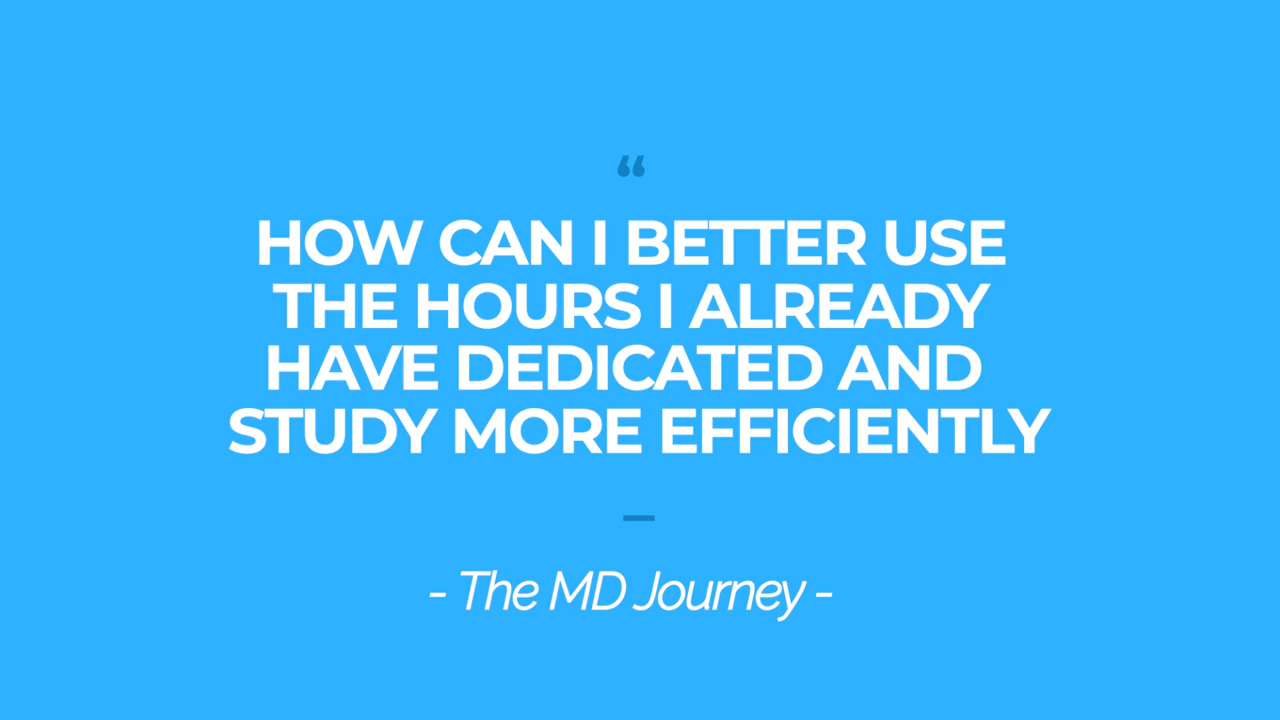 “
HOW CAN I BETTER USE
THE HOURS I ALREADY
HAVE DEDICATED AND
STUDY MORE EFFICIENTLY
—
- The MD Journey -